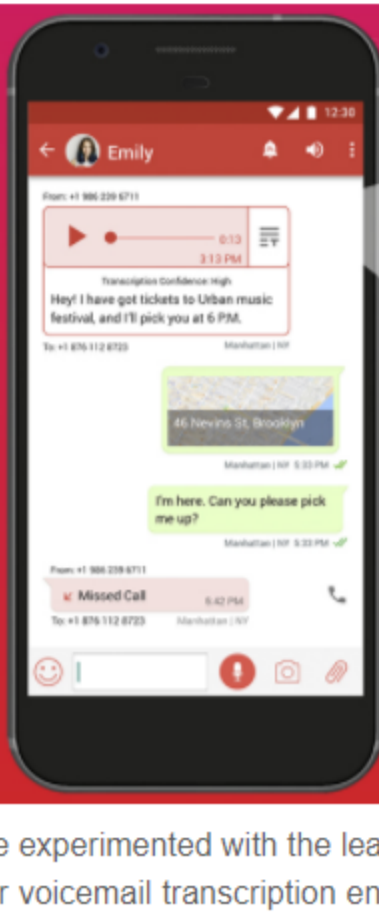 12:30
Emily
From: +1 986 239 6711
0:13
3:13 PM
Transcription Confidence: High
Hey! I have got tickets to Urban music
festival, and I'll pick you at 6 P.M.
To: +1 876 112 8723 Manhattan | NY
46 Nevins St, Brooklyn
Manhattan | NY 5:33 PM
I'm here. Can you please pick
me up?
Manhattan | NY 5:33 PM
From: +1 986 239 6711
Missed Call 6:42 PM
To: +1 876 112 8723 Manhattan | NY
e experimented with the lea
r voicemail transcription en